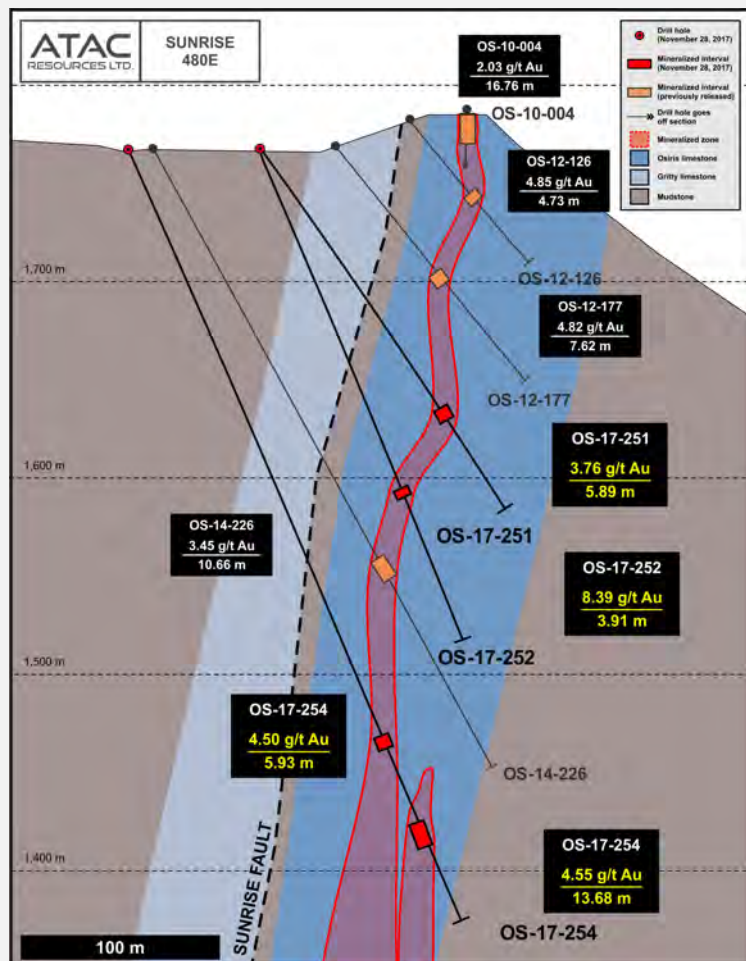 ATAC
RESOURCES LTD.
SUNRISE
480E
OS-10-004
2.03 g/t Au
16.76 m
OS-10-004
Drill hole
(November 28, 2017)
Mineralized interval
(November 28, 2017)
Mineralized interval
(previously released)
Drill hole goes
off section
Mineralized zone
Osiris limestone
Gritty limestone
Mudstone
OS-12-126
4.85 g/t Au
4.73 m
OS-12-126
1,700 m
OS-12-177
4.82 g/t Au
7.62 m
OS-12-177
OS-17-251
3.76 g/t Au
5.89 m
1,600 m
OS-17-251
OS-14-226
3.45 g/t Au
10.66 m
OS-17-252
8.39 g/t Au
3.91 m
OS-17-252
1,500 m
OS-17-254
4.50 g/t Au
5.93 m
OS-14-226
OS-17-254
4.55 g/t Au
13.68 m
1,400 m
SUNRISE FAULT
OS-17-254
100 m